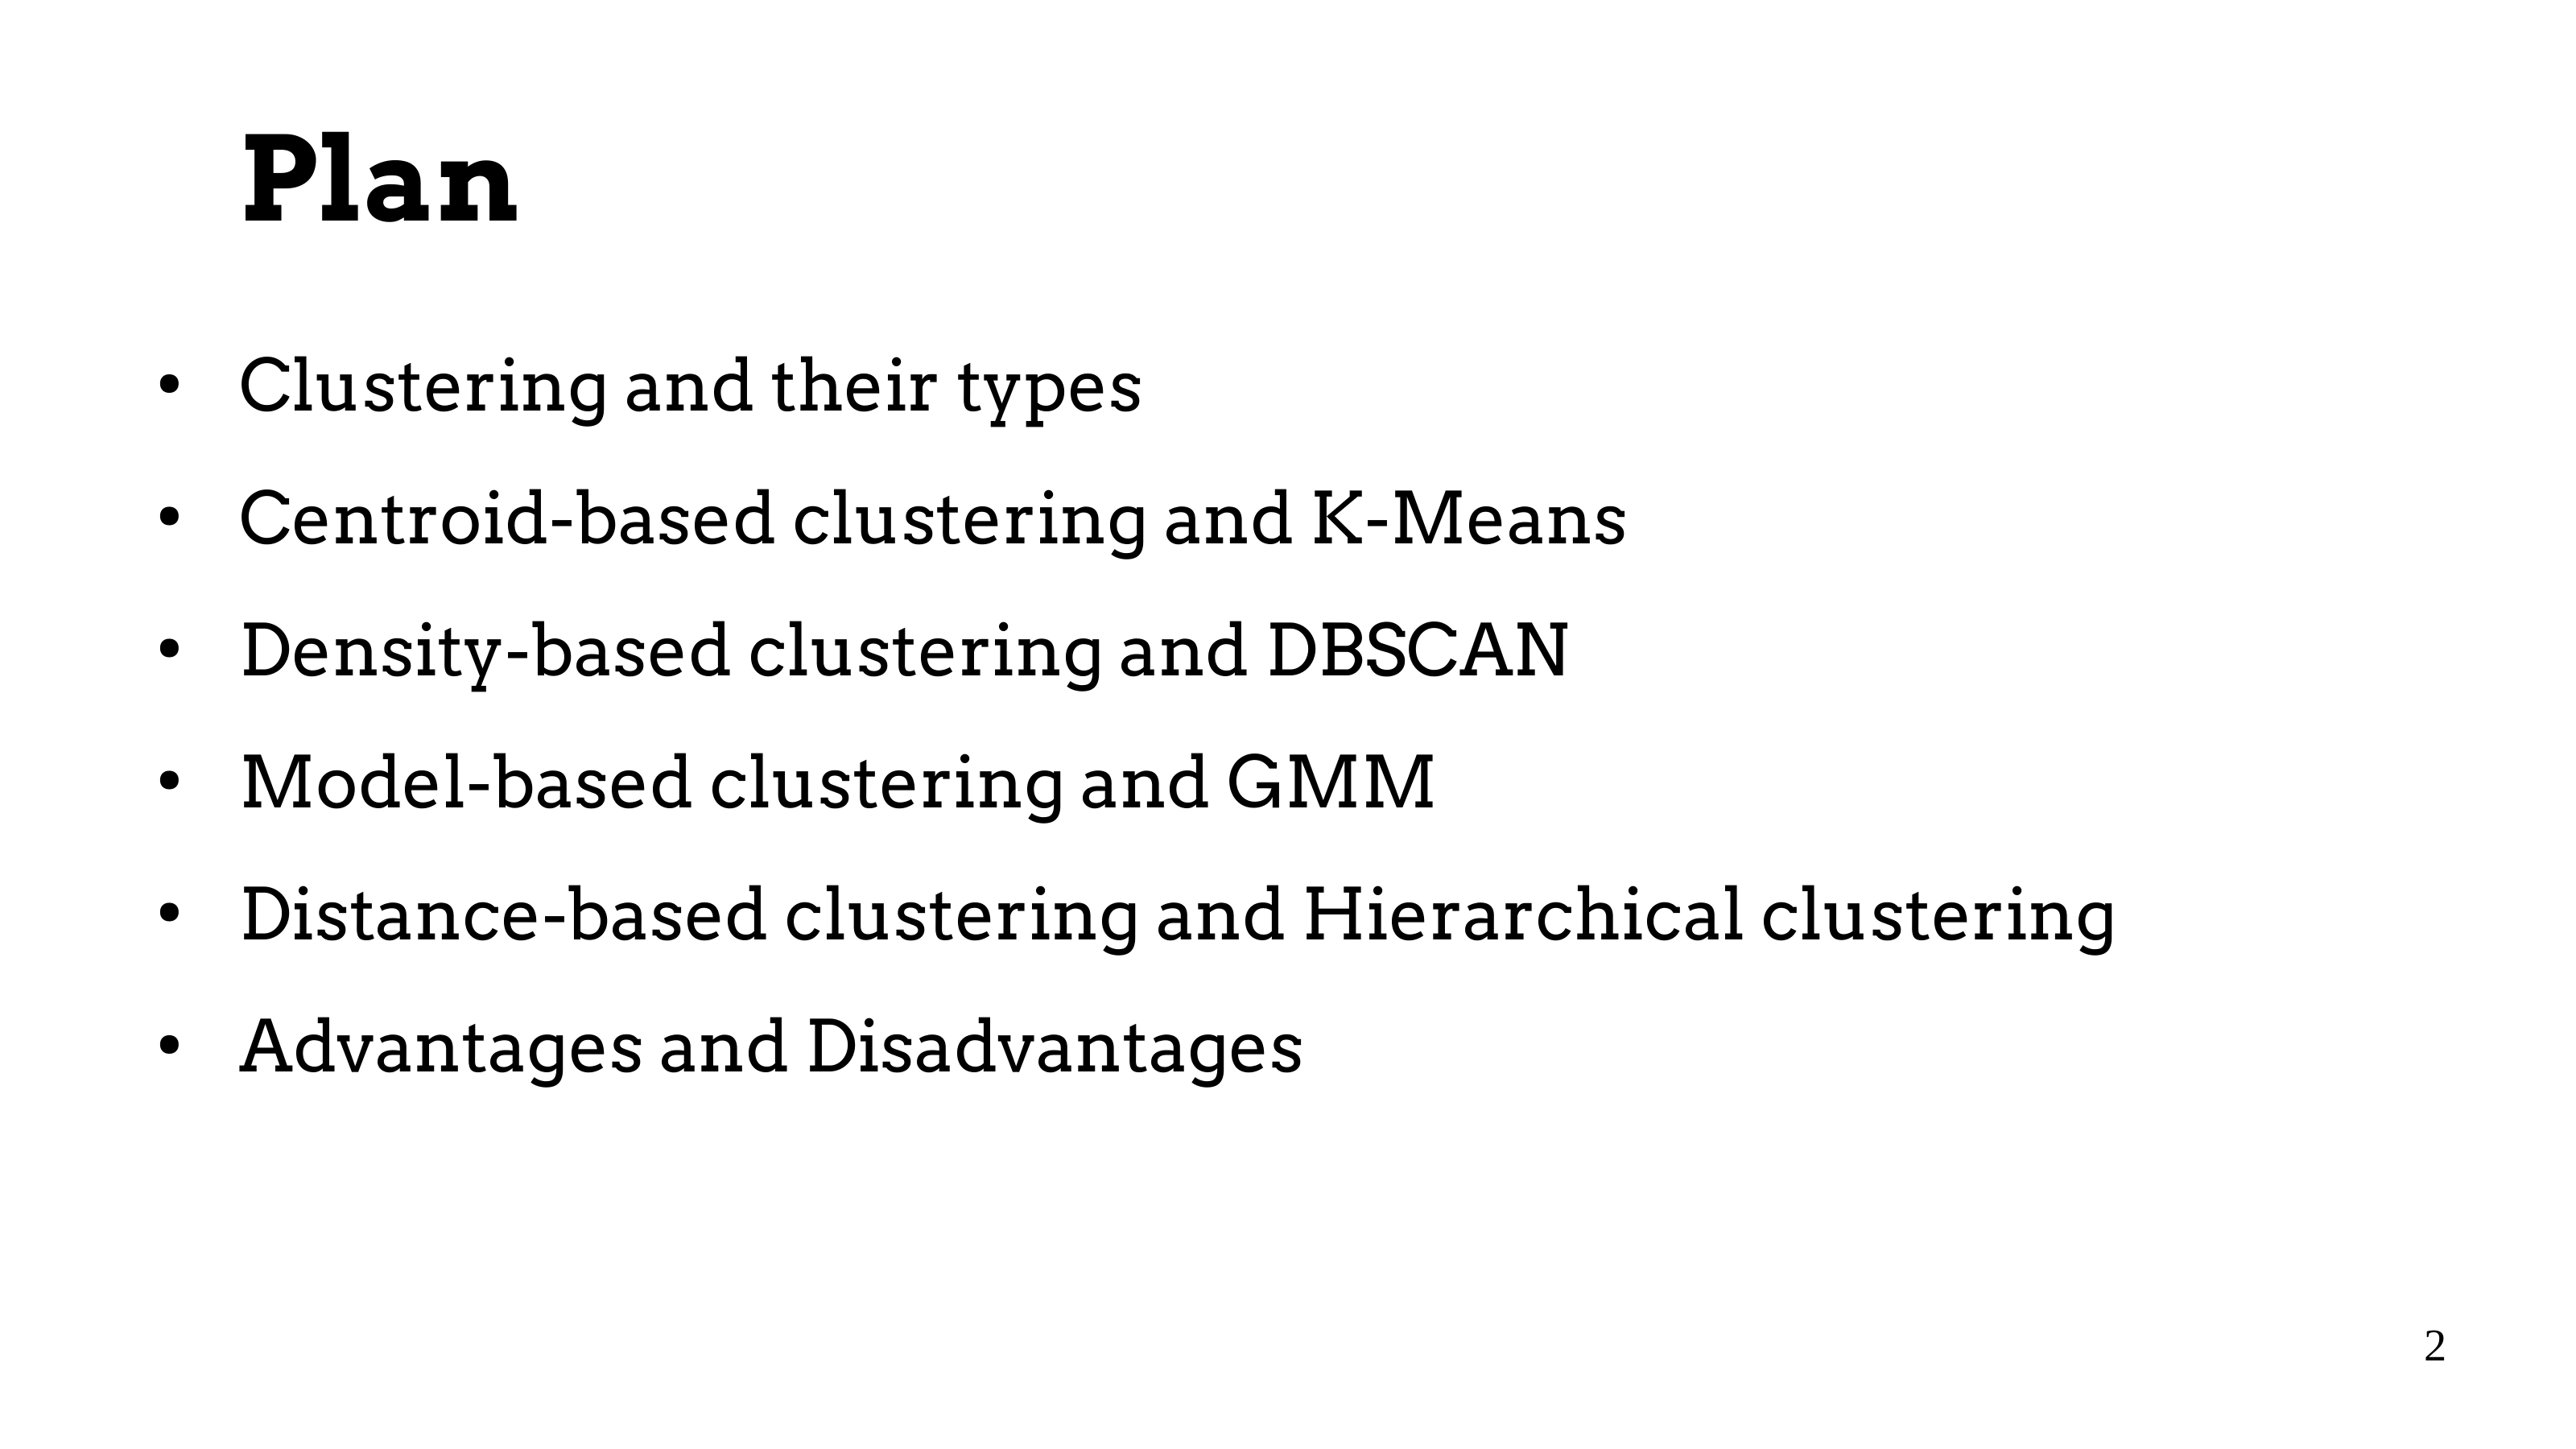 Plan
• Clustering and their types
• Centroid-based clustering and K-Means
• Density-based clustering and DBSCAN
• Model-based clustering and GMM
• Distance-based clustering and Hierarchical clustering
• Advantages and Disadvantages
2